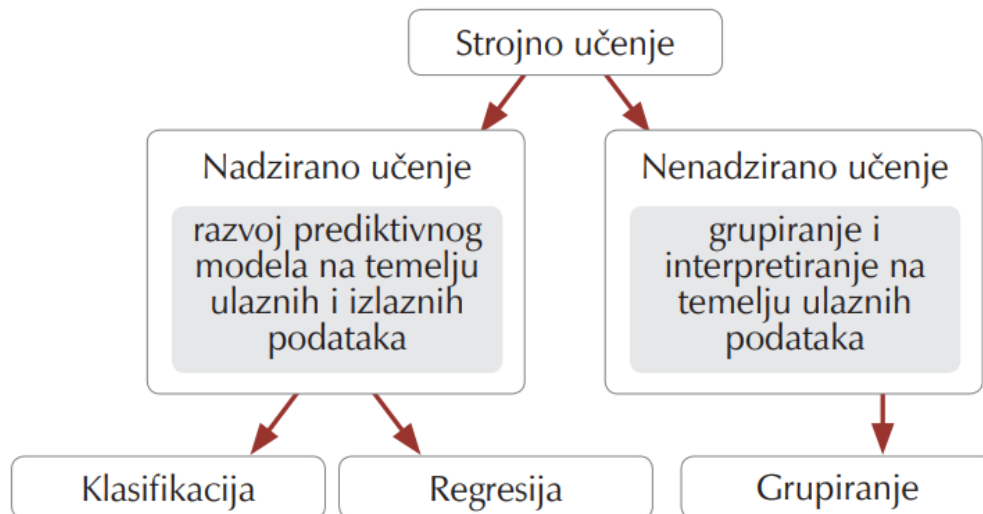 Strojno učenje
Nadzirano učenje
razvoj prediktivnog
modela na temelju
ulaznih i izlaznih
podataka
Nenadzirano učenje
grupiranje i
interpretiranje na
temelju ulaznih
podataka
Klasifikacija
Regresija
Grupiranje